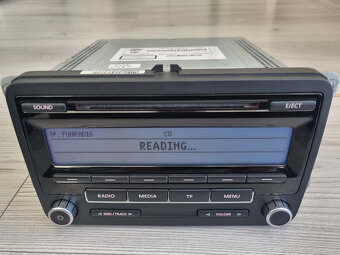 SOUND
EJECT
TP: FUNRADIO
CD
READING...
RADIO
MEDIA
TP
MENU
SEEK/TRACK
FOLDER